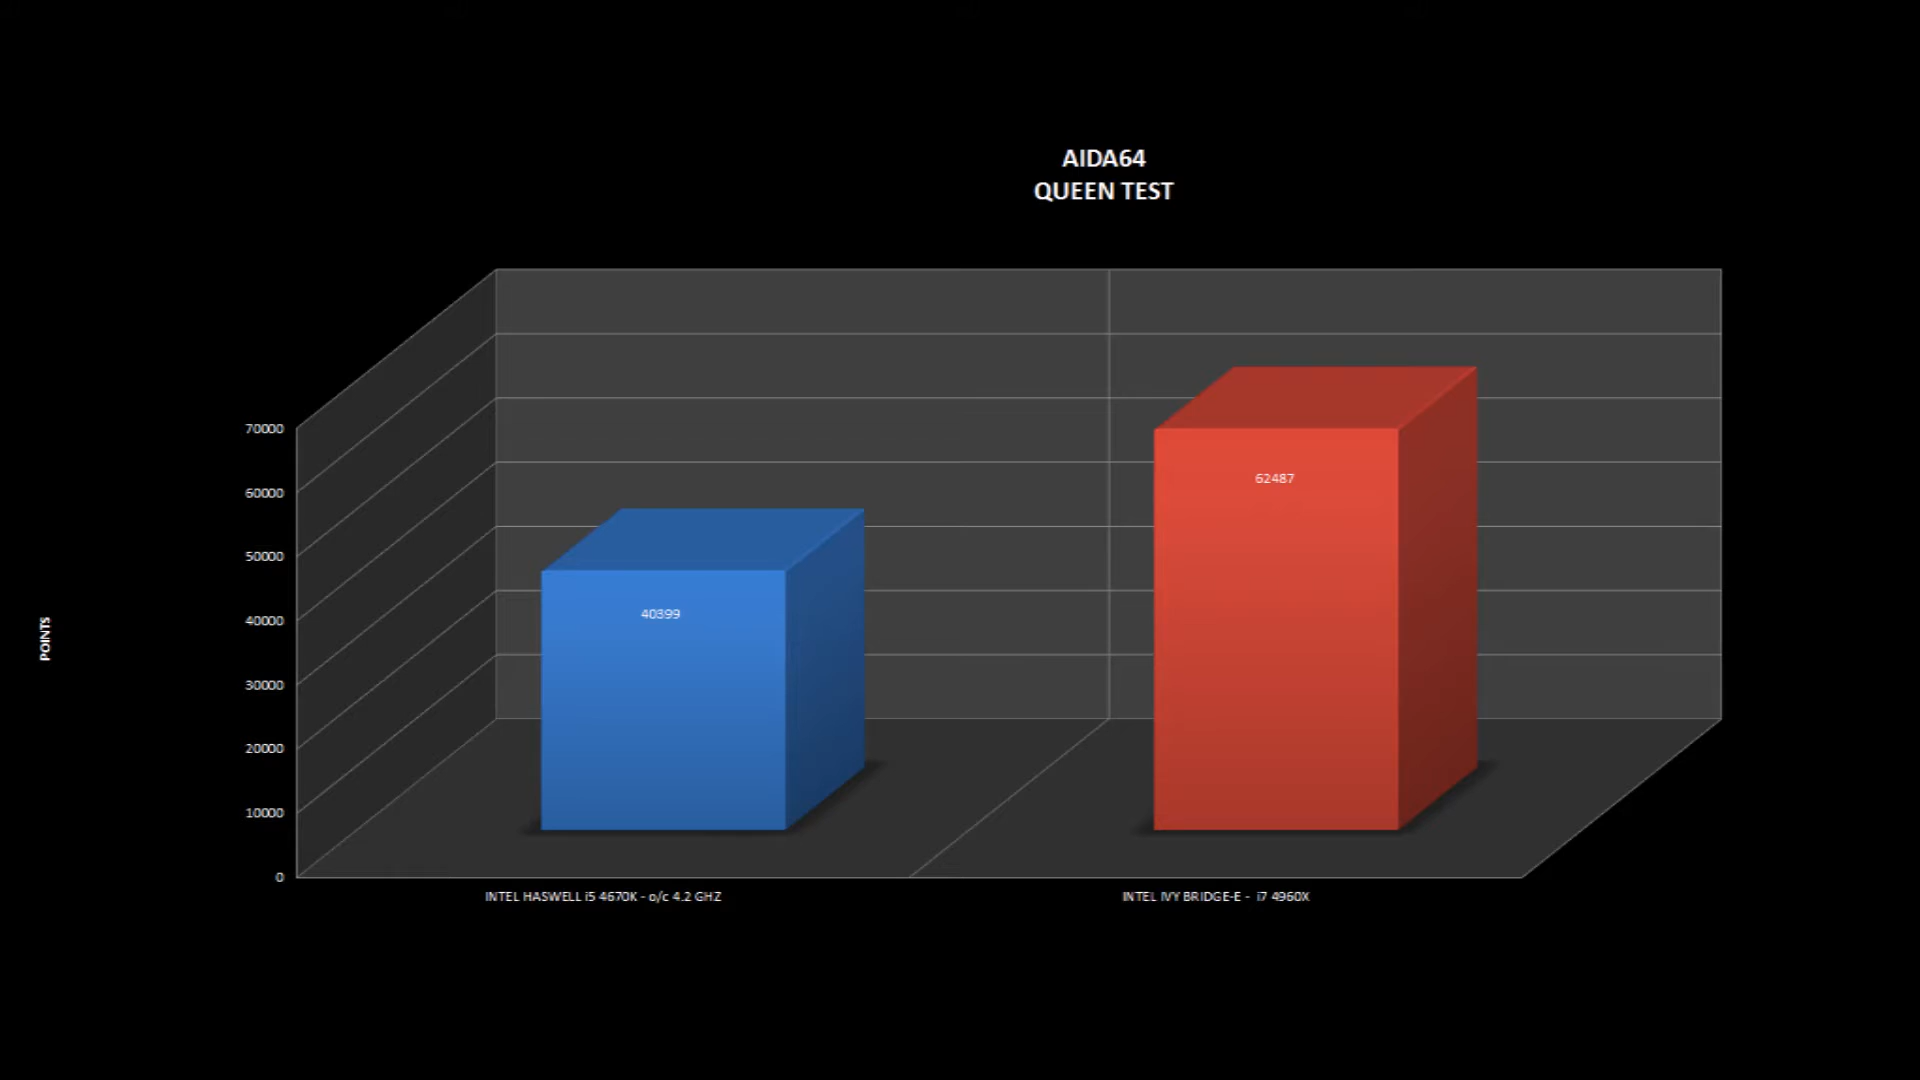 AIDA64
QUEEN TEST
70000
60000
50000
40000
30000
20000
10000
0
POINTS
40399
62487
INTEL HASWELL i5 4670K - o/c 4.2 GHZ
INTEL IVY BRIDGE-E - i7 4960X